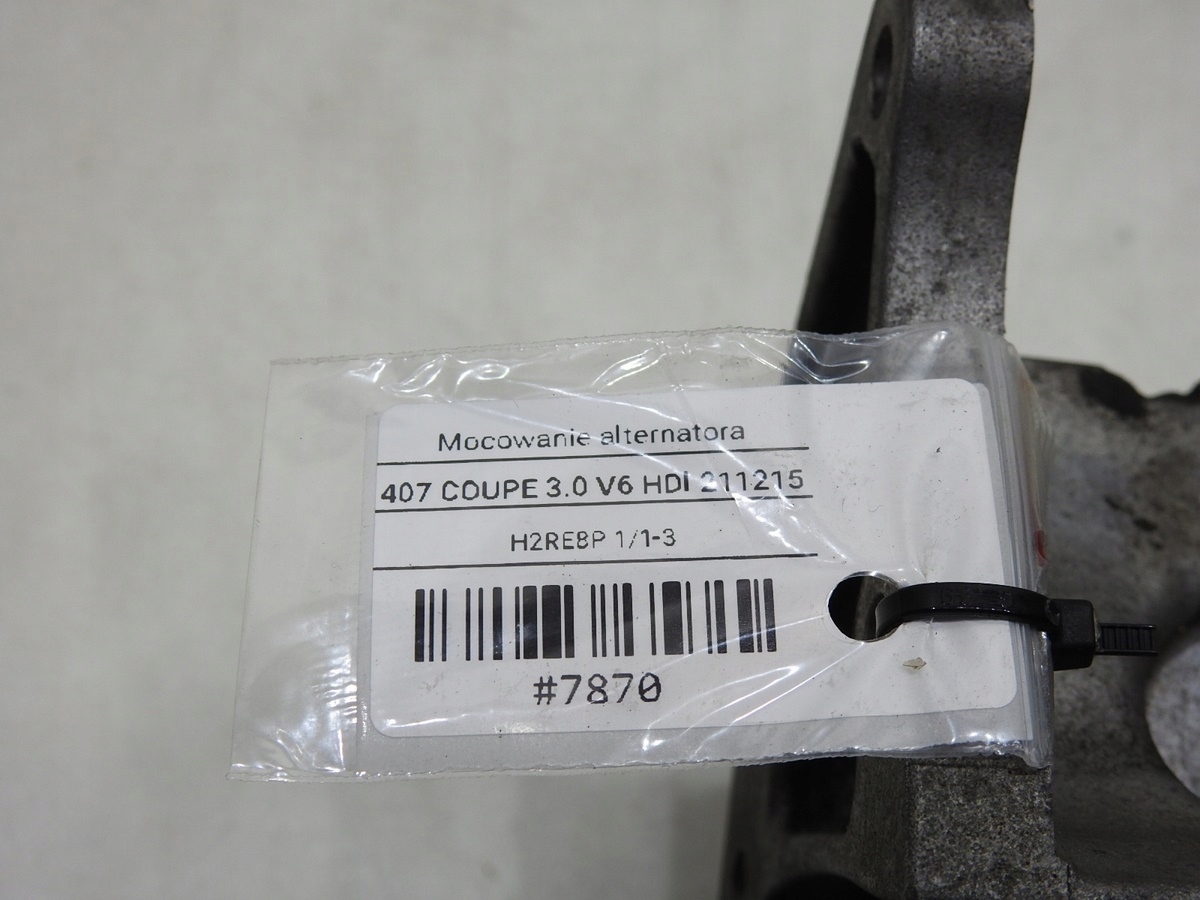 Mocowanie alternatora
407 COUPE 3.0 V6 HDI 211215
H2RE8P 1/1-3
#7870